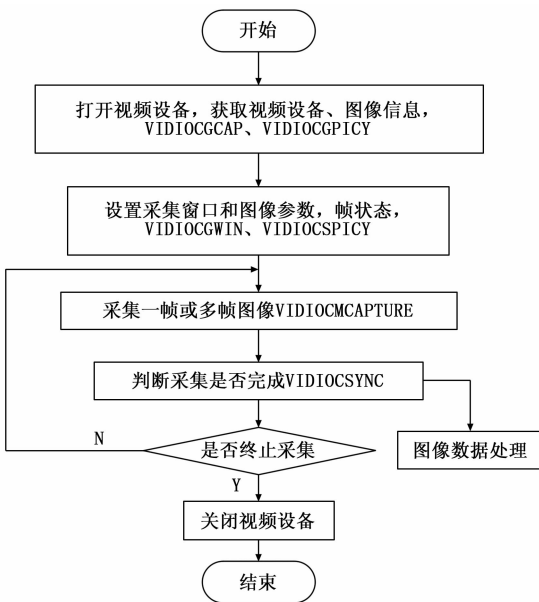 开始
打开视频设备，获取视频设备、图像信息，
VIDIOCGCAP、VIDIOCGPICY
设置采集窗口和图像参数，帧状态，
VIDIOCGWIN、VIDIOCSPICY
采集一帧或多帧图像VIDIOCMCAPTURE
判断采集是否完成VIDIOCSYNC
N
是否终止采集
图像数据处理
Y
关闭视频设备
结束